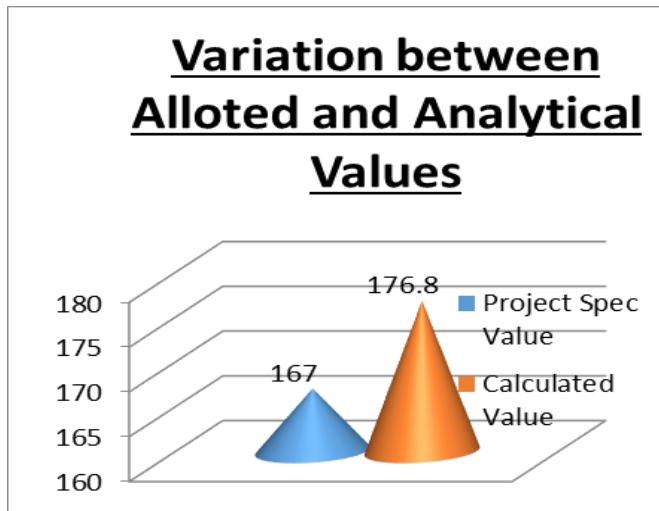 Variation between
Alloted and Analytical
Values
180
175
170
165
160
167
176.8
Project Spec
Value
Calculated
Value